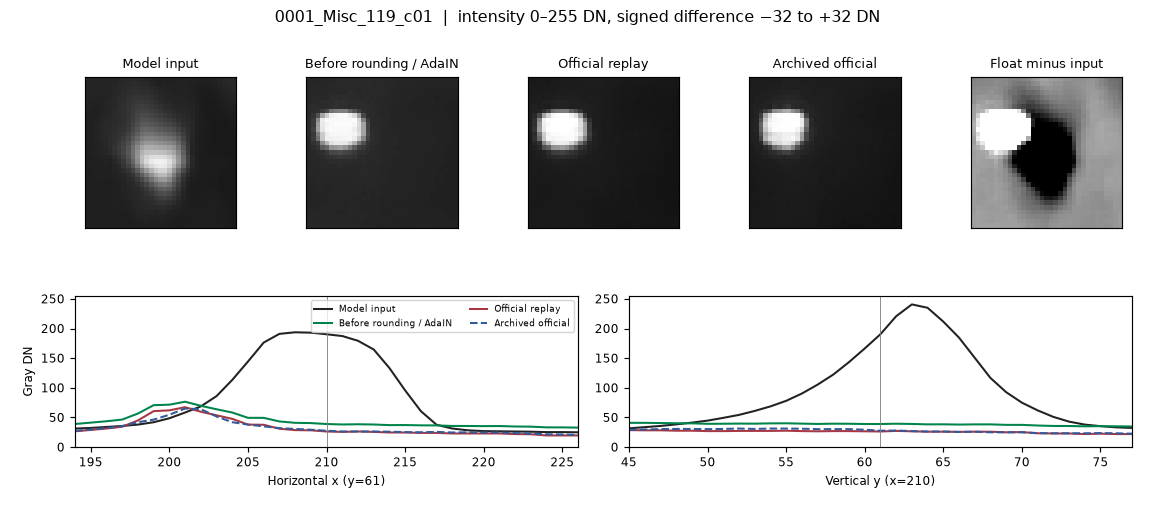 0001_Misc_119_c01 | intensity 0–255 DN, signed difference −32 to +32 DN
Model input
Before rounding / AdaIN
Official replay
Archived official
Float minus input
250
200
150
100
50
0
Gray DN
195
200
205
210
215
220
225
Horizontal x (y=61)
Model input
Before rounding / AdaIN
Official replay
Archived official
250
200
150
100
50
0
45
50
55
60
65
70
75
Vertical y (x=210)